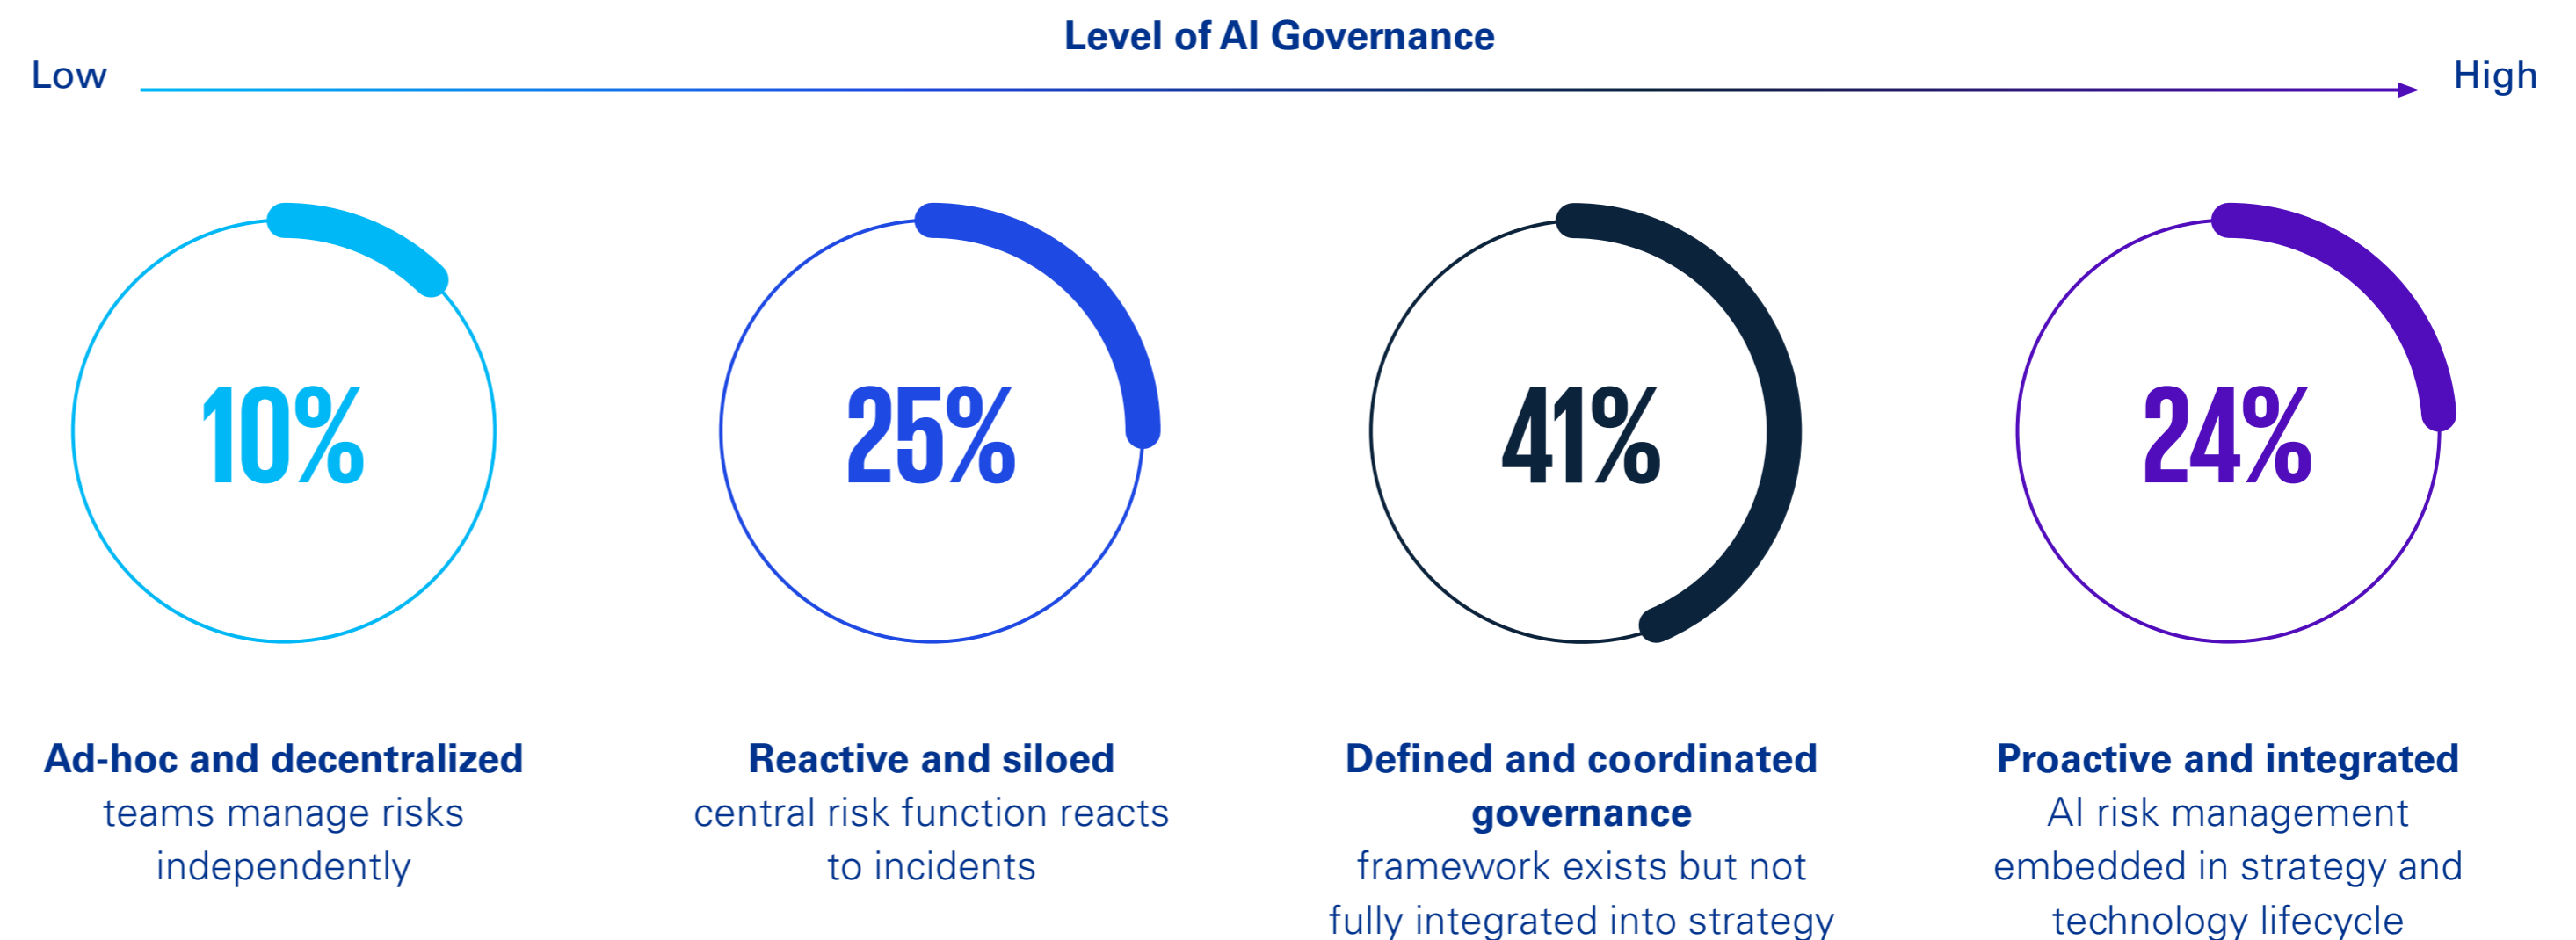 Level of AI Governance
Low
High
10%
25%
41%
24%
Ad-hoc and decentralized
teams manage risks
independently
Reactive and siloed
central risk function reacts
to incidents
Defined and coordinated
governance
framework exists but not
fully integrated into strategy
Proactive and integrated
AI risk management
embedded in strategy and
technology lifecycle